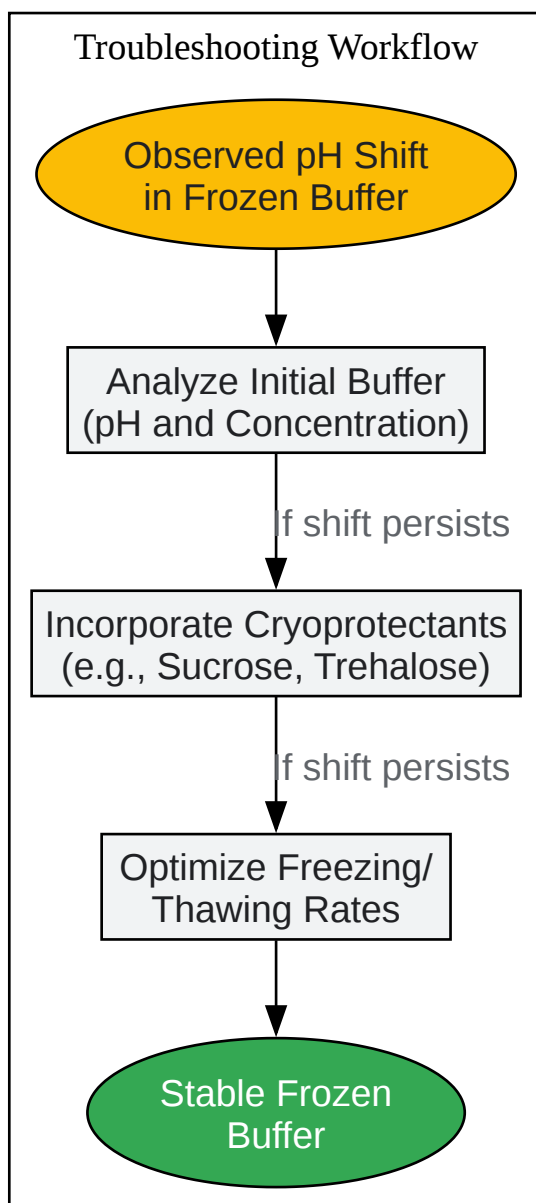 Troubleshooting Workflow
Observed pH Shift
in Frozen Buffer
Analyze Initial Buffer
(pH and Concentration)
If shift persists
Incorporate Cryoprotectants
(e.g., Sucrose, Trehalose)
If shift persists
Optimize Freezing/
Thawing Rates
Stable Frozen
Buffer